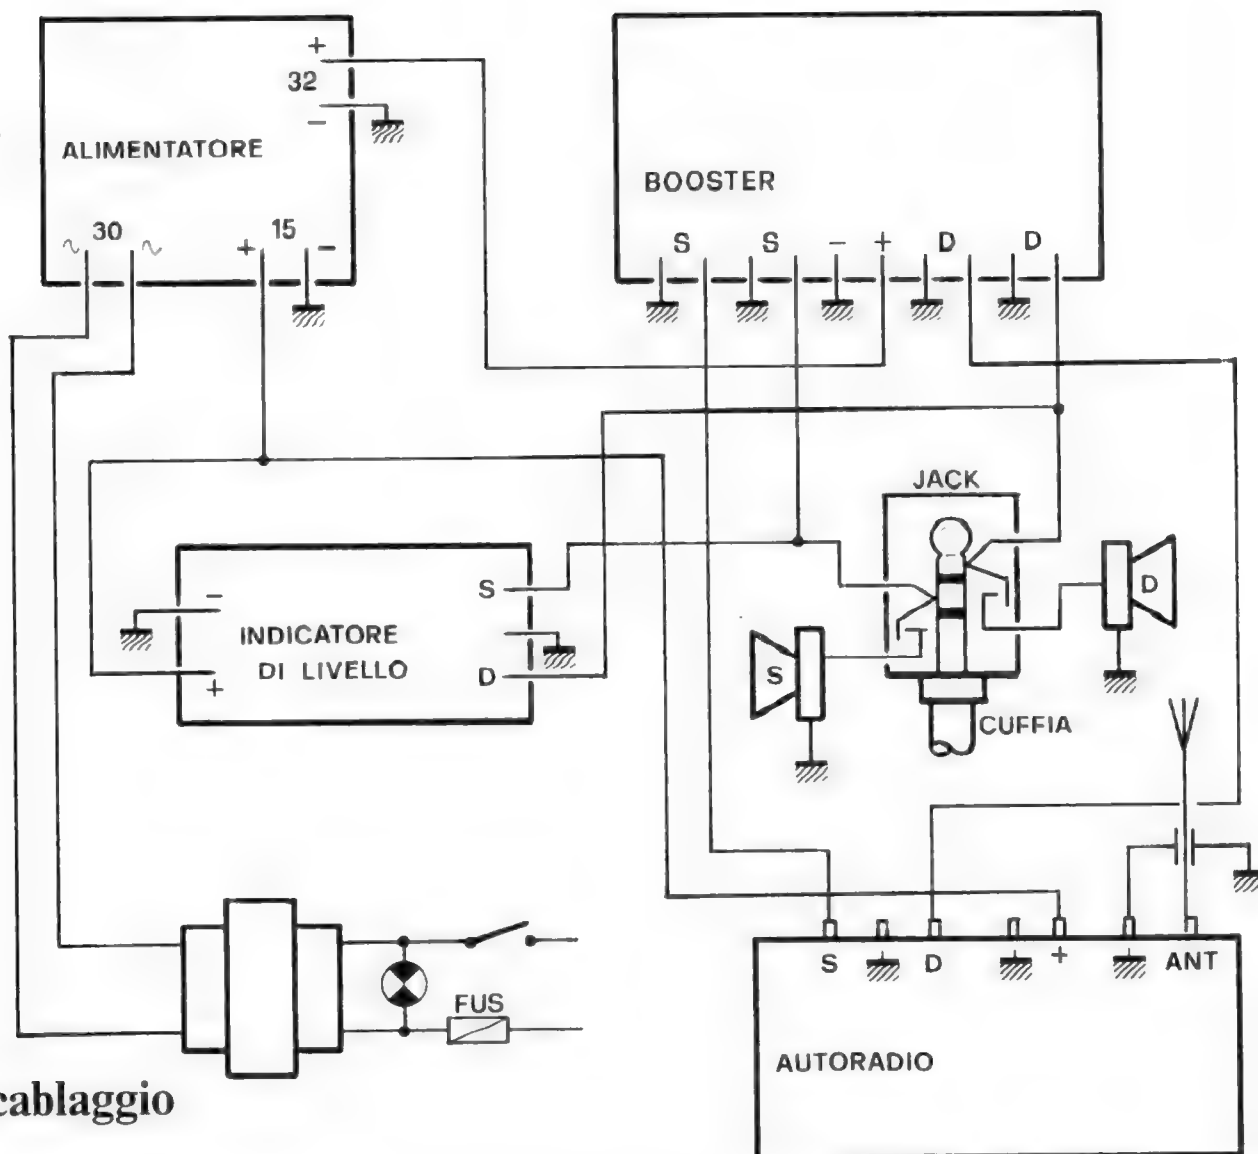 +
32
−
ALIMENTATORE
∿ 30 ∿
+ 15 −
BOOSTER
S S − + D D
JACK
−
S
INDICATORE
DI LIVELLO
D
+
D
S
CUFFIA
FUS
S D + ANT
AUTORADIO
cablaggio